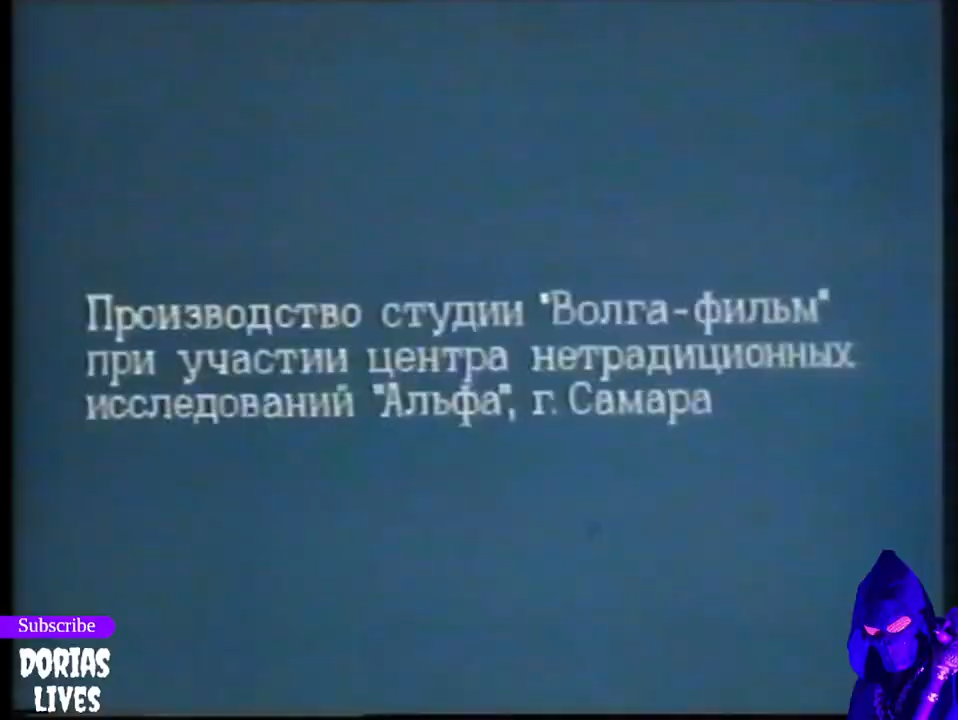 Производство студии "Волга-фильм"
при участии центра нетрадиционных
исследований "Альфа", г. Самара
Subscribe
DORIAS
LIVES